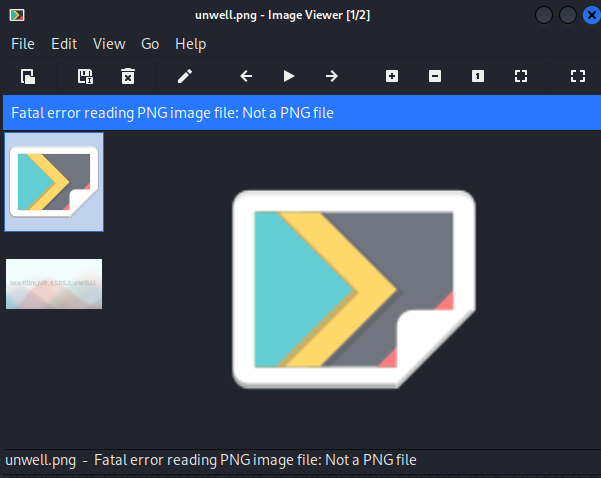 unwell.png - Image Viewer [1/2]
File Edit View Go Help
1
Fatal error reading PNG image file: Not a PNG file
unwell.png - Fatal error reading PNG image file: Not a PNG file